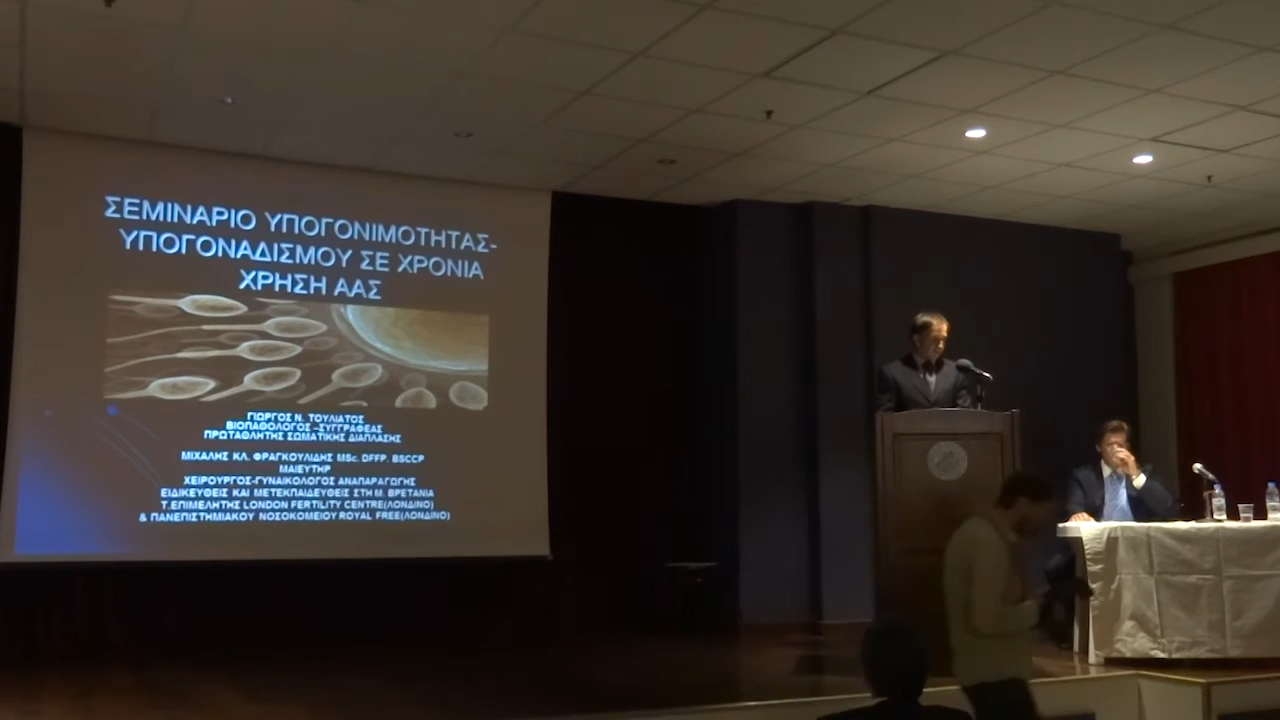 ΣΕΜΙΝΑΡΙΟ ΥΠΟΓΟΝΙΜΟΤΗΤΑΣ-
ΥΠΟΓΟΝΑΔΙΣΜΟΥ ΣΕ ΧΡΟΝΙΑ
ΧΡΗΣΗ ΑΑΣ
ΓΙΩΡΓΟΣ Ν. ΤΟΥΛΙΑΤΟΣ
ΒΙΟΠΑΘΟΛΟΓΟΣ –ΣΥΓΓΡΑΦΕΑΣ
ΠΡΩΤΑΘΛΗΤΗΣ ΣΩΜΑΤΙΚΗΣ ΔΙΑΠΛΑΣΗΣ
ΜΙΧΑΛΗΣ ΚΛ. ΦΡΑΓΚΟΥΛΙΔΗΣ MSc. DFFP. BSCCP
ΜΑΙΕΥΤΗΡ
ΧΕΙΡΟΥΡΓΟΣ-ΓΥΝΑΙΚΟΛΟΓΟΣ ΑΝΑΠΑΡΑΓΩΓΗΣ
ΕΙΔΙΚΕΥΘΕΙΣ ΚΑΙ ΜΕΤΕΚΠΑΙΔΕΥΘΕΙΣ ΣΤΗ Μ. ΒΡΕΤΑΝΙΑ
Τ.ΕΠΙΜΕΛΗΤΗΣ LONDON FERTILITY CENTRE(ΛΟΝΔΙΝΟ)
& ΠΑΝΕΠΙΣΤΗΜΙΑΚΟΥ ΝΟΣΟΚΟΜΕΙΟΥ ROYAL FREE(ΛΟΝΔΙΝΟ)